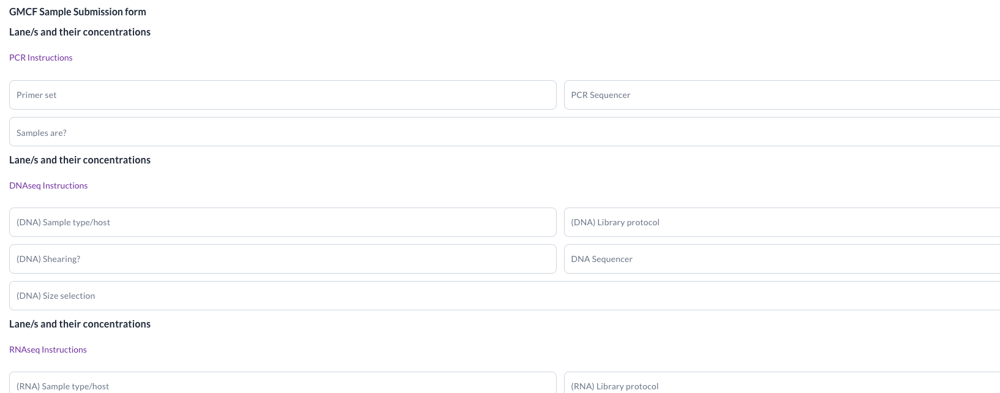 GMCF Sample Submission form
Lane/s and their concentrations
PCR Instructions
Primer set
PCR Sequencer
Samples are?
Lane/s and their concentrations
DNAseq Instructions
(DNA) Sample type/host
(DNA) Library protocol
(DNA) Shearing?
DNA Sequencer
(DNA) Size selection
Lane/s and their concentrations
RNAseq Instructions
(RNA) Sample type/host
(RNA) Library protocol